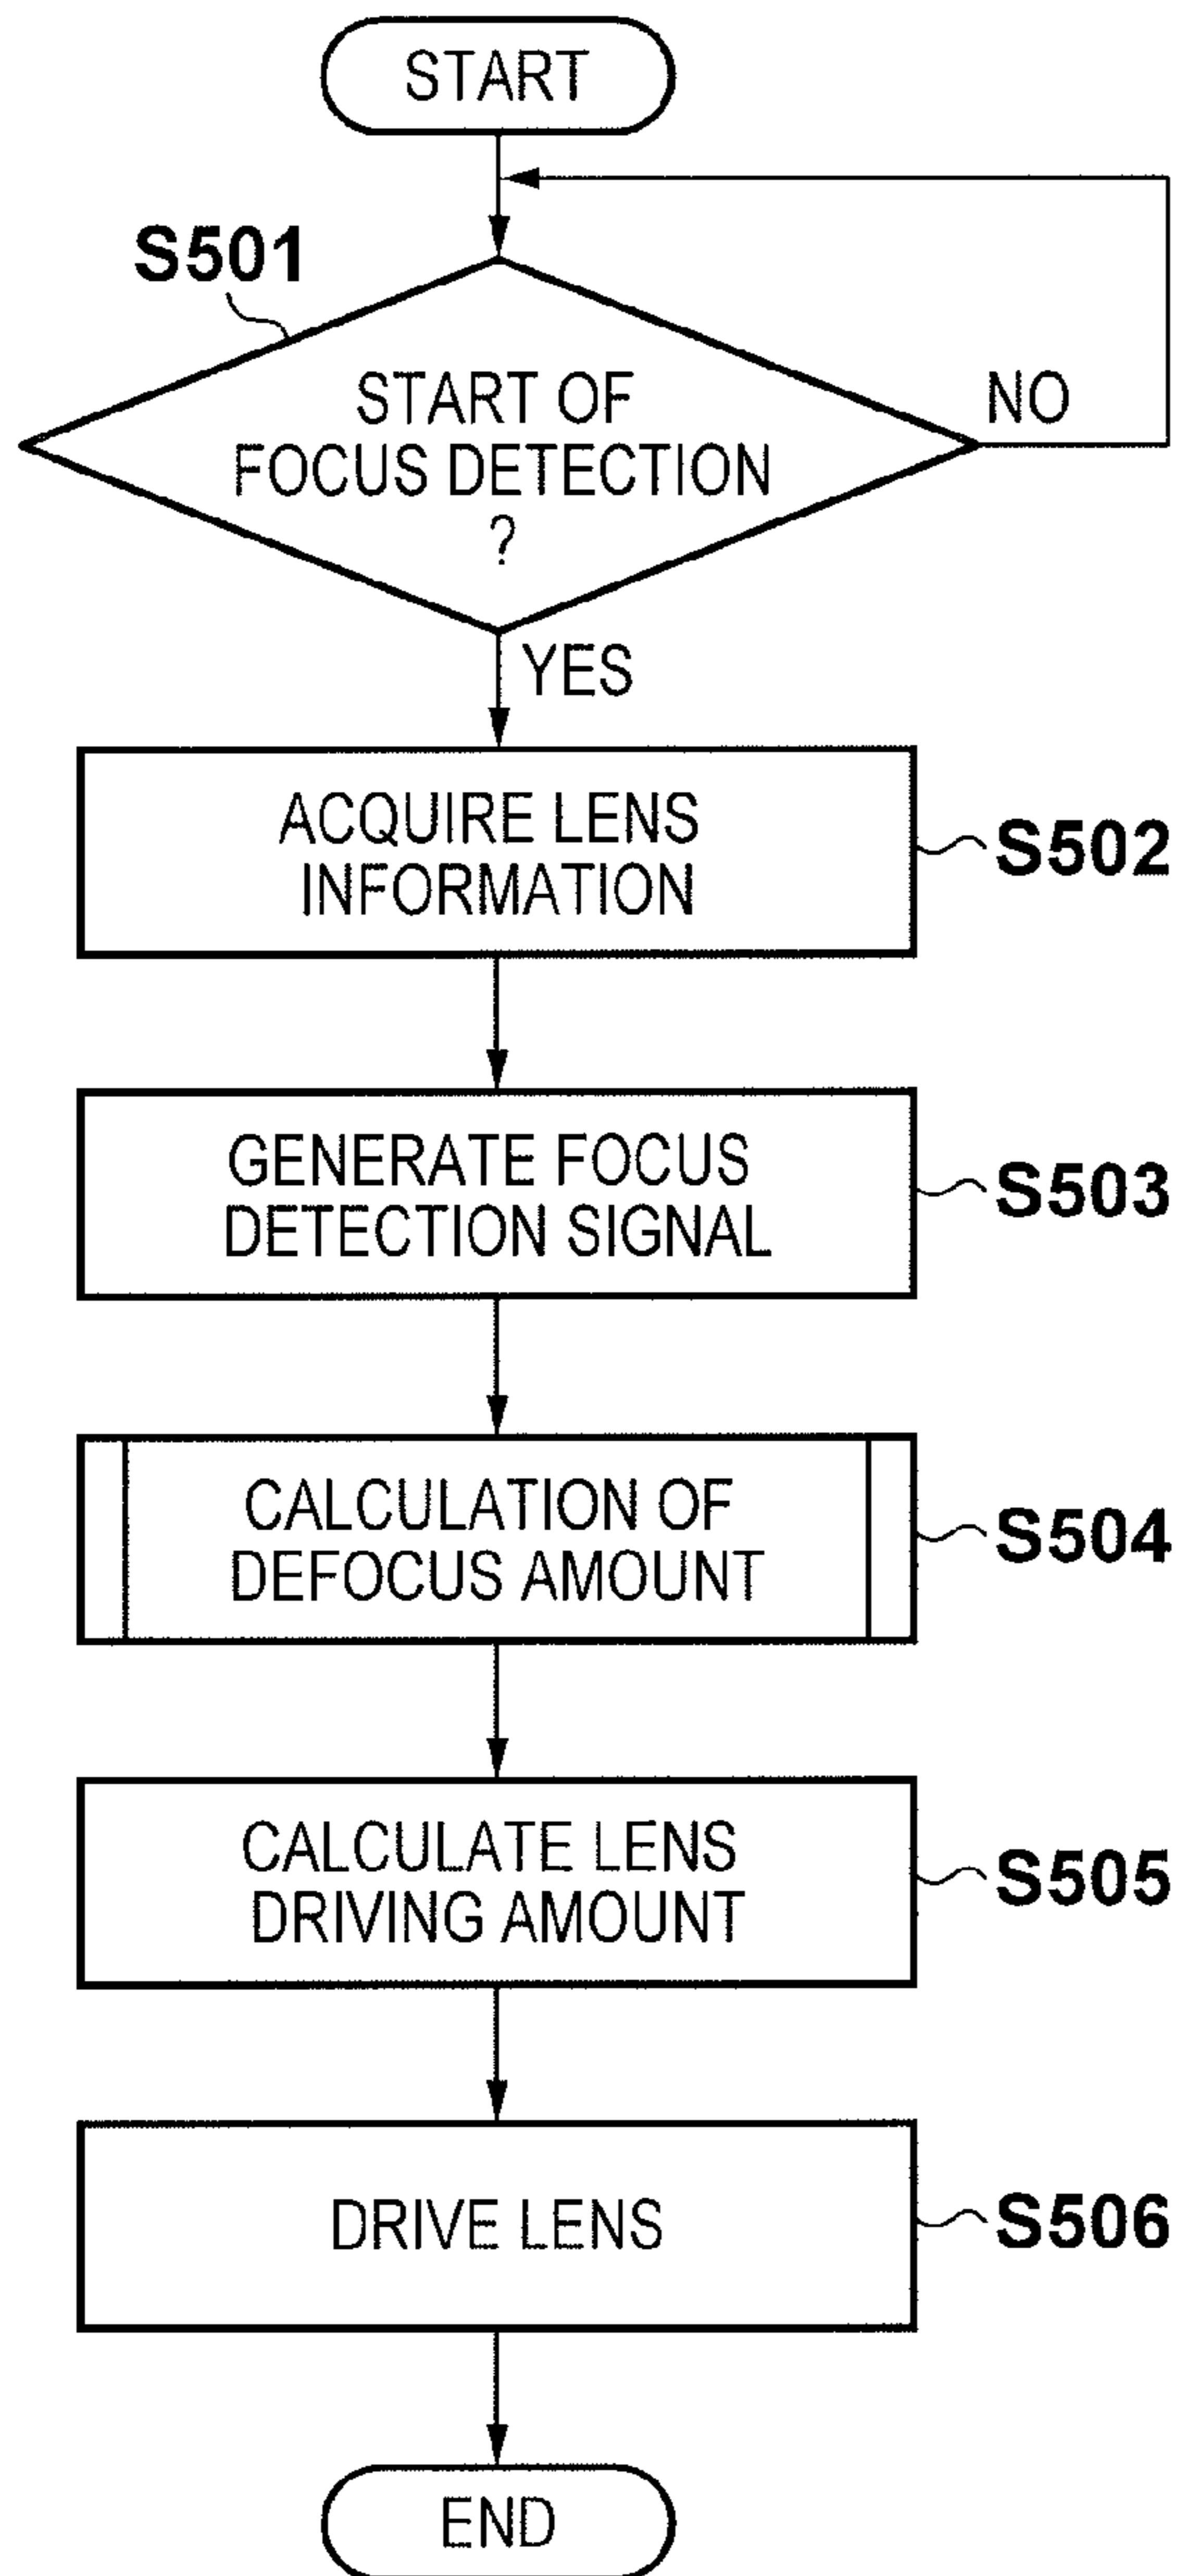 START
S501
START OF
FOCUS DETECTION
?
NO
YES
ACQUIRE LENS
INFORMATION
S502
GENERATE FOCUS
DETECTION SIGNAL
S503
CALCULATION OF
DEFOCUS AMOUNT
S504
CALCULATE LENS
DRIVING AMOUNT
S505
DRIVE LENS
S506
END